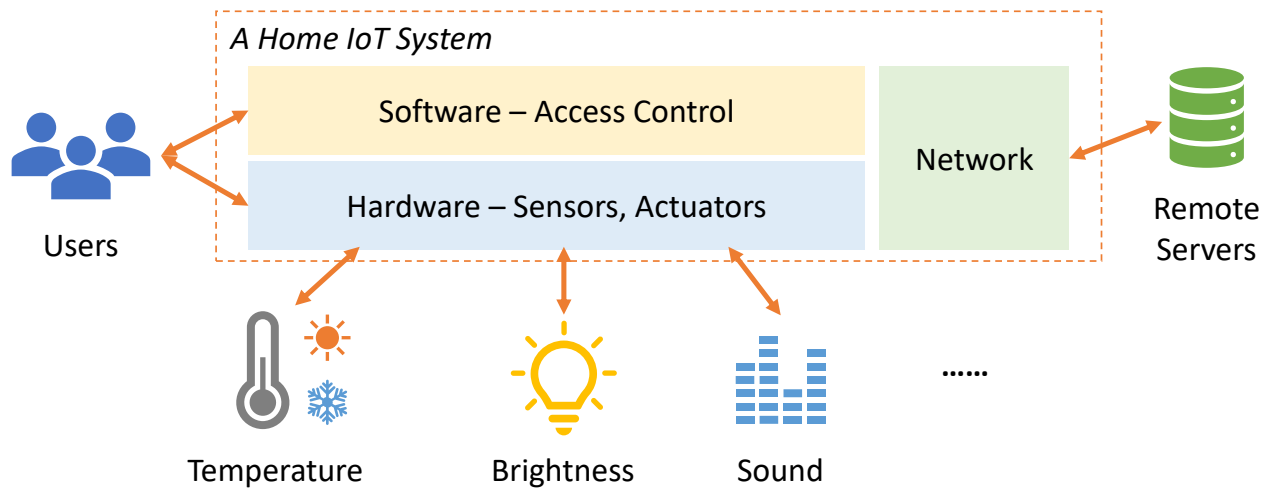 A Home IoT System
Software – Access Control
Hardware – Sensors, Actuators
Network
Users
Remote
Servers
Temperature
Brightness
Sound
......